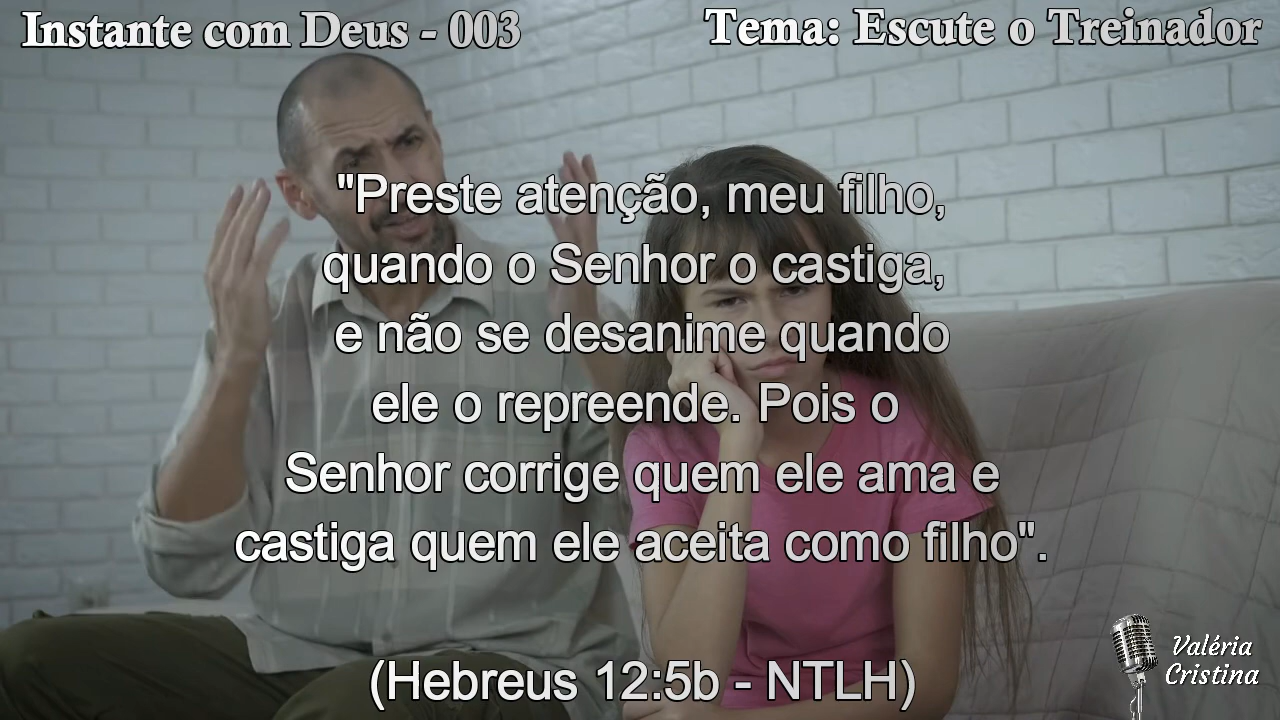 Instante com Deus - 003
Tema: Escute o Treinador
"Preste atenção, meu filho,
quando o Senhor o castiga,
e não se desanime quando
ele o repreende. Pois o
Senhor corrige quem ele ama e
castiga quem ele aceita como filho".
(Hebreus 12:5b - NTLH)
Valéria
Cristina